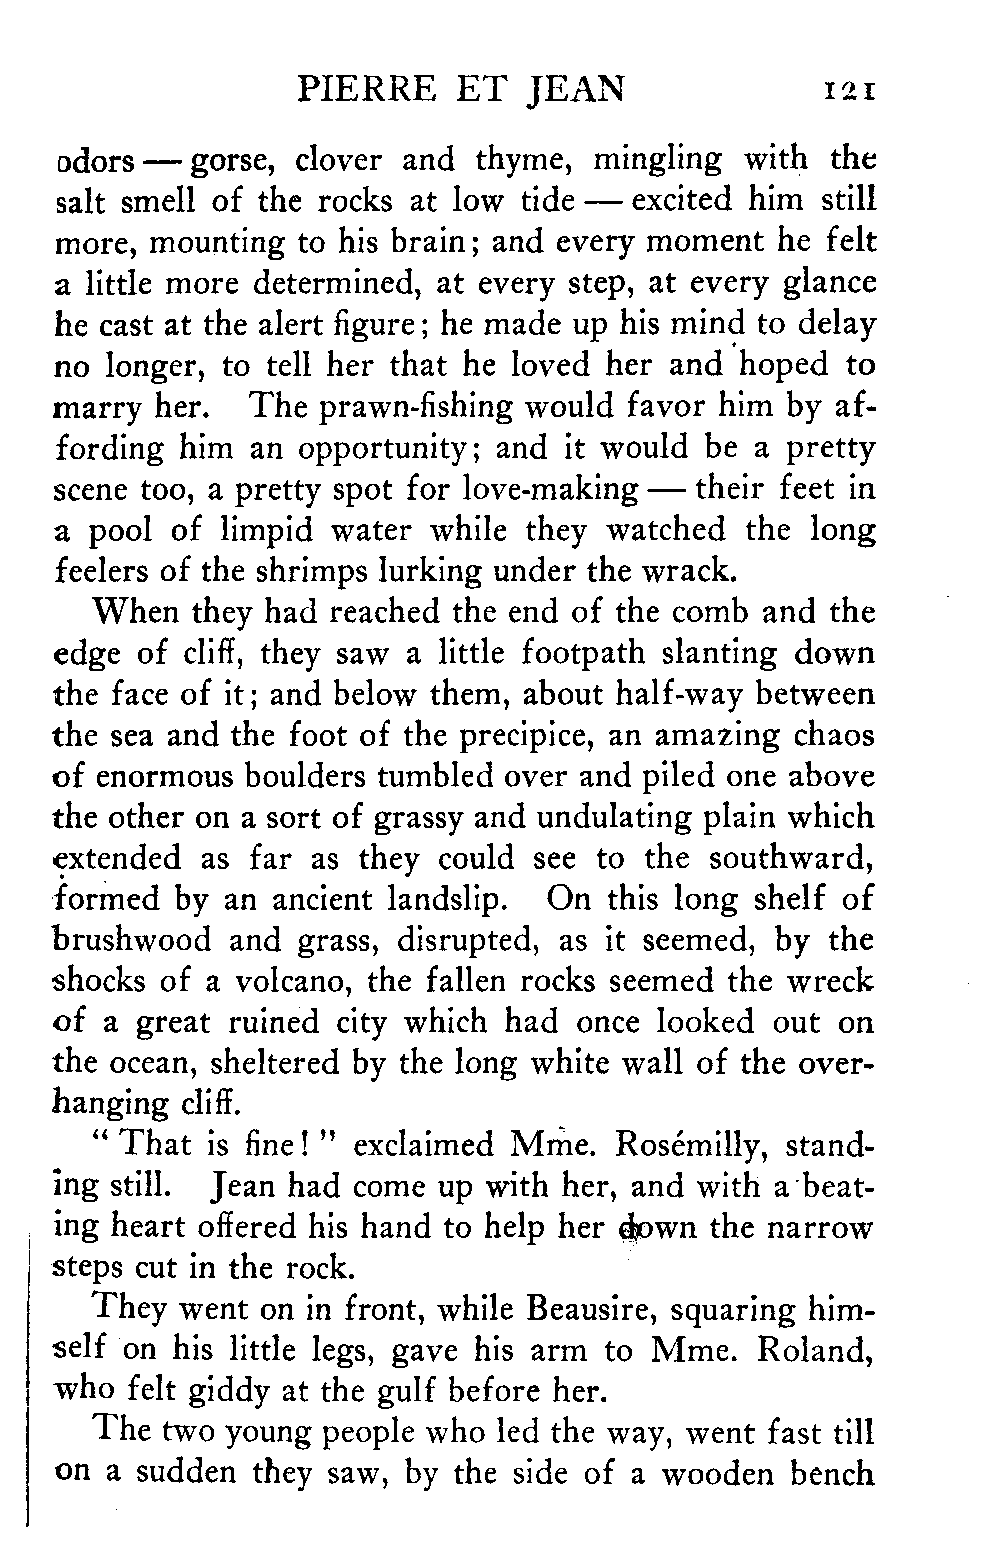 PIERRE ET JEAN 121
odors — gorse, clover and thyme, mingling with the
salt smell of the rocks at low tide — excited him still
more, mounting to his brain; and every moment he felt
a little more determined, at every step, at every glance
he cast at the alert figure; he made up his mind to delay
no longer, to tell her that he loved her and hoped to
marry her. The prawn-fishing would favor him by af-
fording him an opportunity; and it would be a pretty
scene too, a pretty spot for love-making — their feet in
a pool of limpid water while they watched the long
feelers of the shrimps lurking under the wrack.
When they had reached the end of the comb and the
edge of cliff, they saw a little footpath slanting down
the face of it; and below them, about half-way between
the sea and the foot of the precipice, an amazing chaos
of enormous boulders tumbled over and piled one above
the other on a sort of grassy and undulating plain which
extended as far as they could see to the southward,
formed by an ancient landslip. On this long shelf of
brushwood and grass, disrupted, as it seemed, by the
shocks of a volcano, the fallen rocks seemed the wreck
of a great ruined city which had once looked out on
the ocean, sheltered by the long white wall of the over-
hanging cliff.
“ That is fine! ” exclaimed Mme. Rosémilly, stand-
ing still. Jean had come up with her, and with a beat-
ing heart offered his hand to help her down the narrow
steps cut in the rock.
They went on in front, while Beausire, squaring him-
self on his little legs, gave his arm to Mme. Roland,
who felt giddy at the gulf before her.
The two young people who led the way, went fast till
on a sudden they saw, by the side of a wooden bench